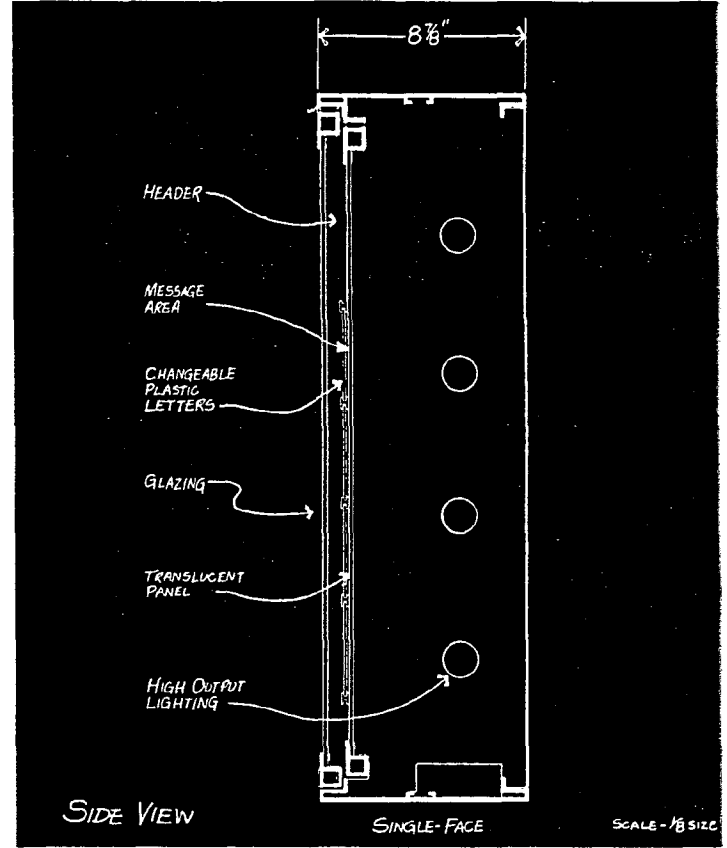 8⅞"
HEADER
MESSAGE
AREA
CHANGEABLE
PLASTIC
LETTERS
GLAZING
TRANSLUCENT
PANEL
HIGH OUTPUT
LIGHTING
SIDE VIEW
SINGLE-FACE
SCALE-⅛ SIZE